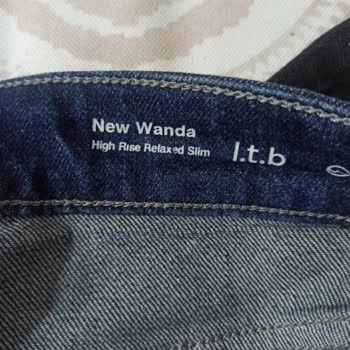 New Wanda
High Rise Relaxed Slim
l.t.b